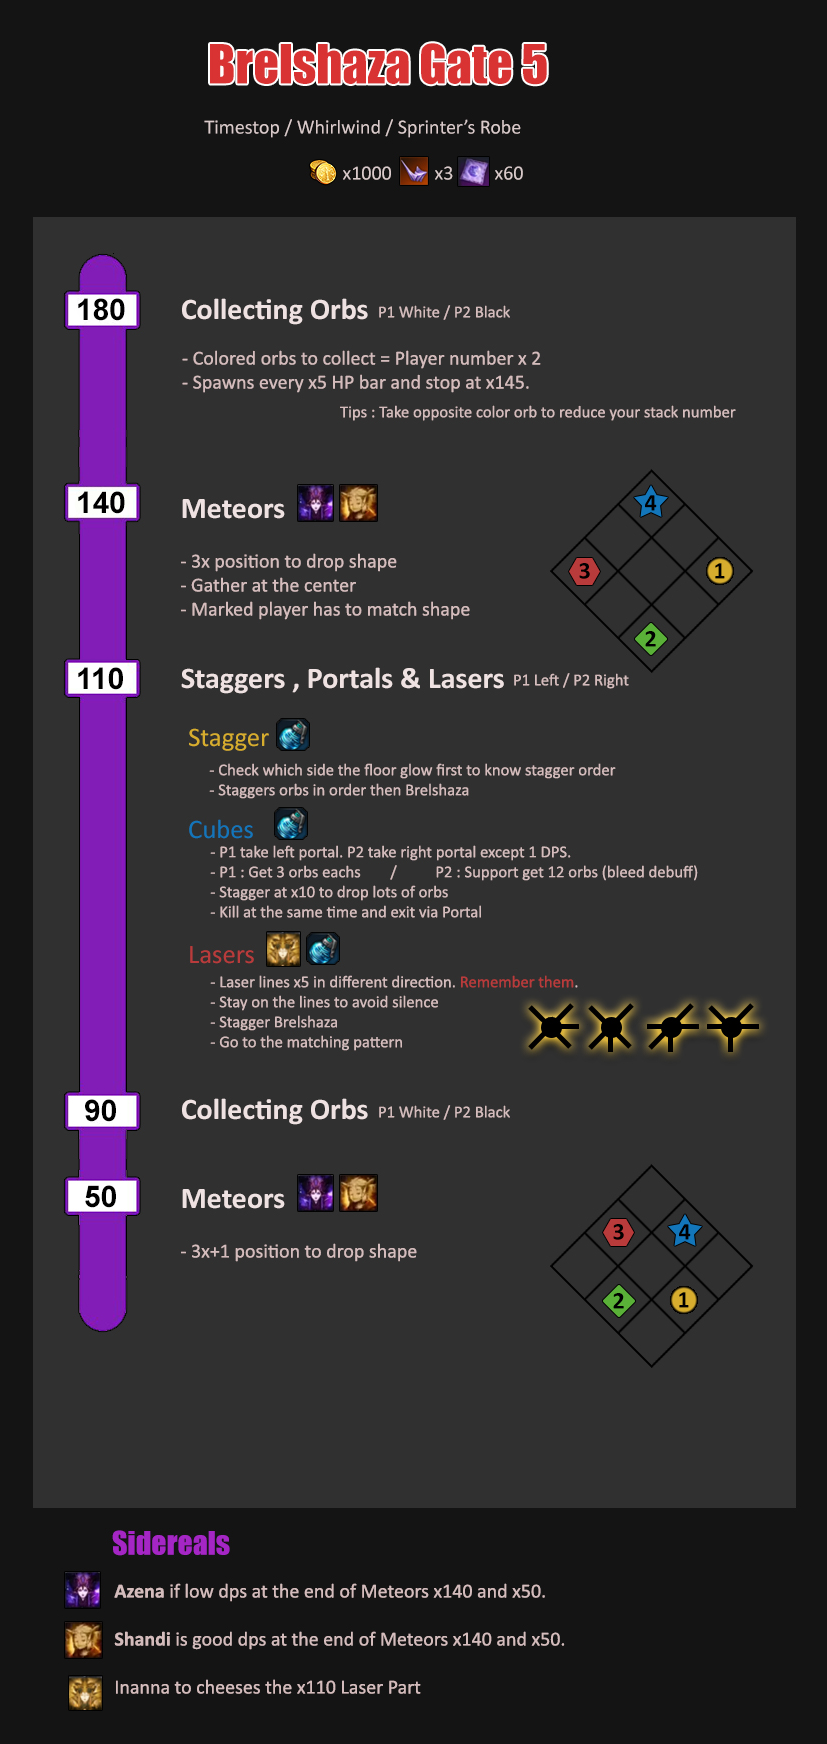 Brelshaza Gate 5
Timestop / Whirlwind / Sprinter's Robe
x1000 x3 x60
180
Collecting Orbs P1 White / P2 Black
- Colored orbs to collect = Player number x 2
- Spawns every x5 HP bar and stop at x145.
Tips : Take opposite color orb to reduce your stack number
140
Meteors
- 3x position to drop shape
- Gather at the center
- Marked player has to match shape
4
3
1
2
110
Staggers , Portals & Lasers P1 Left / P2 Right
Stagger
- Check which side the floor glow first to know stagger order
- Staggers orbs in order then Brelshaza
Cubes
- P1 take left portal. P2 take right portal except 1 DPS.
- P1 : Get 3 orbs eachs / P2 : Support get 12 orbs (bleed debuff)
- Stagger at x10 to drop lots of orbs
- Kill at the same time and exit via Portal
Lasers
- Laser lines x5 in different direction. Remember them.
- Stay on the lines to avoid silence
- Stagger Brelshaza
- Go to the matching pattern
90
Collecting Orbs P1 White / P2 Black
50
Meteors
- 3x+1 position to drop shape
3
4
2
1
Sidereals
Azena if low dps at the end of Meteors x140 and x50.
Shandi is good dps at the end of Meteors x140 and x50.
Inanna to cheeses the x110 Laser Part